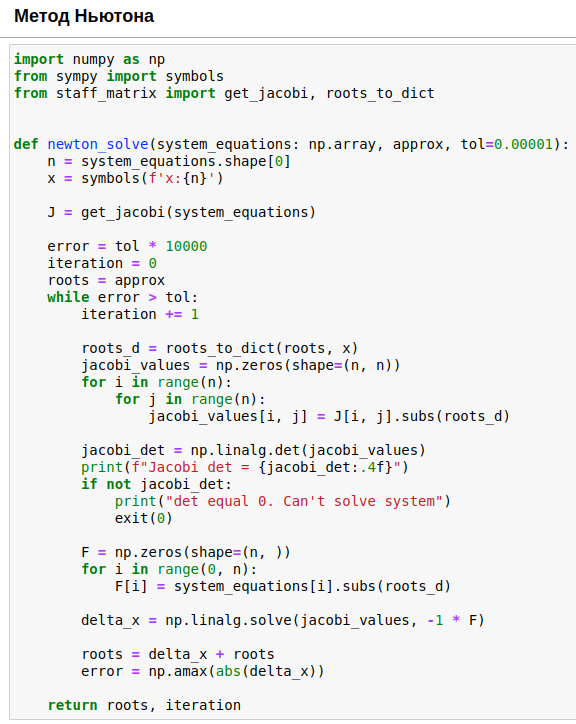 Метод Ньютона
import numpy as np
from sympy import symbols
from staff_matrix import get_jacobi, roots_to_dict
def newton_solve(system_equations: np.array, approx, tol=0.00001):
    n = system_equations.shape[0]
    x = symbols(f'x:{n}')
    J = get_jacobi(system_equations)
    error = tol * 10000
    iteration = 0
    roots = approx
    while error > tol:
        iteration += 1
        roots_d = roots_to_dict(roots, x)
        jacobi_values = np.zeros(shape=(n, n))
        for i in range(n):
            for j in range(n):
                jacobi_values[i, j] = J[i, j].subs(roots_d)
        jacobi_det = np.linalg.det(jacobi_values)
        print(f"Jacobi det = {jacobi_det:.4f}")
        if not jacobi_det:
            print("det equal 0. Can't solve system")
            exit(0)
        F = np.zeros(shape=(n, ))
        for i in range(0, n):
            F[i] = system_equations[i].subs(roots_d)
        delta_x = np.linalg.solve(jacobi_values, -1 * F)
        roots = delta_x + roots
        error = np.amax(abs(delta_x))
    return roots, iteration